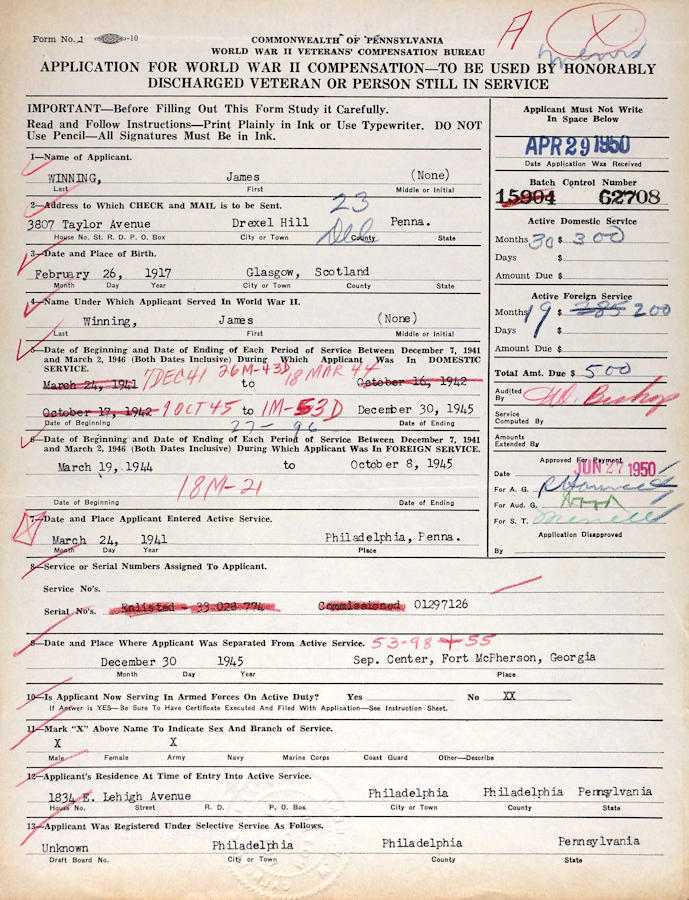 Form No. 1 -10
COMMONWEALTH OF PENNSYLVANIA
WORLD WAR II VETERANS' COMPENSATION BUREAU
A X
APPLICATION FOR WORLD WAR II COMPENSATION—TO BE USED BY HONORABLY
DISCHARGED VETERAN OR PERSON STILL IN SERVICE
IMPORTANT—Before Filling Out This Form Study it Carefully.
Read and Follow Instructions—Print Plainly in Ink or Use Typewriter. DO NOT
Use Pencil—All Signatures Must Be in Ink.
1—Name of Applicant.
WINNING, James (None)
Last First Middle or Initial
2—Address to Which CHECK and MAIL is to be Sent. 23
3807 Taylor Avenue Drexel Hill Del Penna.
House No. St. R. D. P. O. Box City or Town County State
3—Date and Place of Birth.
February 26, 1917 Glasgow, Scotland
Month Day Year City or Town County State
4—Name Under Which Applicant Served In World War II.
Winning, James (None)
Last First Middle or Initial
5—Date of Beginning and Date of Ending of Each Period of Service Between December 7, 1941
and March 2, 1946 (Both Dates Inclusive) During Which Applicant Was In DOMESTIC
SERVICE.
26M-43D
March 24, 1941 7 DEC 41 to 18 MAR 44 October 16, 1942
October 17, 1942 9 OCT 45 to 1M-53D December 30, 1945
Date of Beginning 27- 96 Date of Ending
6—Date of Beginning and Date of Ending of Each Period of Service Between December 7, 1941
and March 2, 1946 (Both Dates Inclusive) During Which Applicant Was In FOREIGN SERVICE.
March 19, 1944 to October 8, 1945
18M-21
Date of Beginning Date of Ending
7—Date and Place Applicant Entered Active Service.
March 24, 1941 Philadelphia, Penna.
Month Day Year Place
Applicant Must Not Write
In Space Below
APR 29 1950
Date Application Was Received
Batch Control Number
15904 62708
Active Domestic Service
Months 30 $ 300
Days $
Amount Due $
Active Foreign Service
Months 19 $ 385 200
Days $
Amount Due $
Total Amt. Due $ 500
Audited
By Bishop
Service
Computed By
Amounts
Extended By
Approved For Payment
Date JUN 27 1950
For A. G.
For Aud. G.
For S. T.
Application Disapproved
By
8—Service or Serial Numbers Assigned To Applicant.
Service No's.
Serial No's. Enlisted - 33 028 774 Commissioned 01297126
9—Date and Place Where Applicant Was Separated From Active Service. 53-98 + 55
December 30 1945 Sep. Center, Fort McPherson, Georgia
Month Day Year Place
10—Is Applicant Now Serving In Armed Forces On Active Duty? Yes No XX
If Answer is YES—Be Sure To Have Certificate Executed And Filed With Application—See Instruction Sheet.
11—Mark "X" Above Name To Indicate Sex and Branch of Service.
X X
Male Female Army Navy Marine Corps Coast Guard Other—Describe
12—Applicant's Residence At Time of Entry Into Active Service.
1834 E. Lehigh Avenue Philadelphia Philadelphia Pennsylvania
House No. Street R. D. P. O. Box City or Town County State
13—Applicant Was Registered Under Selective Service As Follows.
Unknown Philadelphia Philadelphia Pennsylvania
Draft Board No. City or Town County State